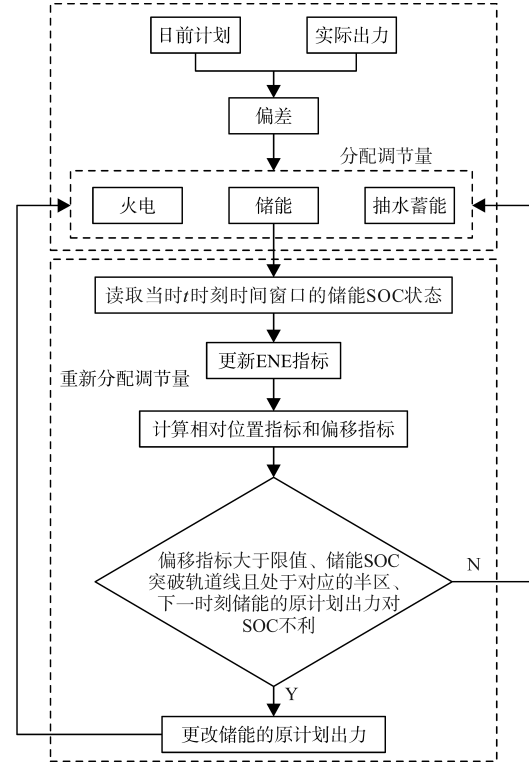 日前计划
实际出力
偏差
分配调节量
火电
储能
抽水蓄能
读取当时t时刻时间窗口的储能SOC状态
更新ENE指标
重新分配调节量
计算相对位置指标和偏移指标
偏移指标大于限值、储能SOC
突破轨道线且处于对应的半区、
下一时刻储能的原计划出力对
SOC不利
N
Y
更改储能的原计划出力